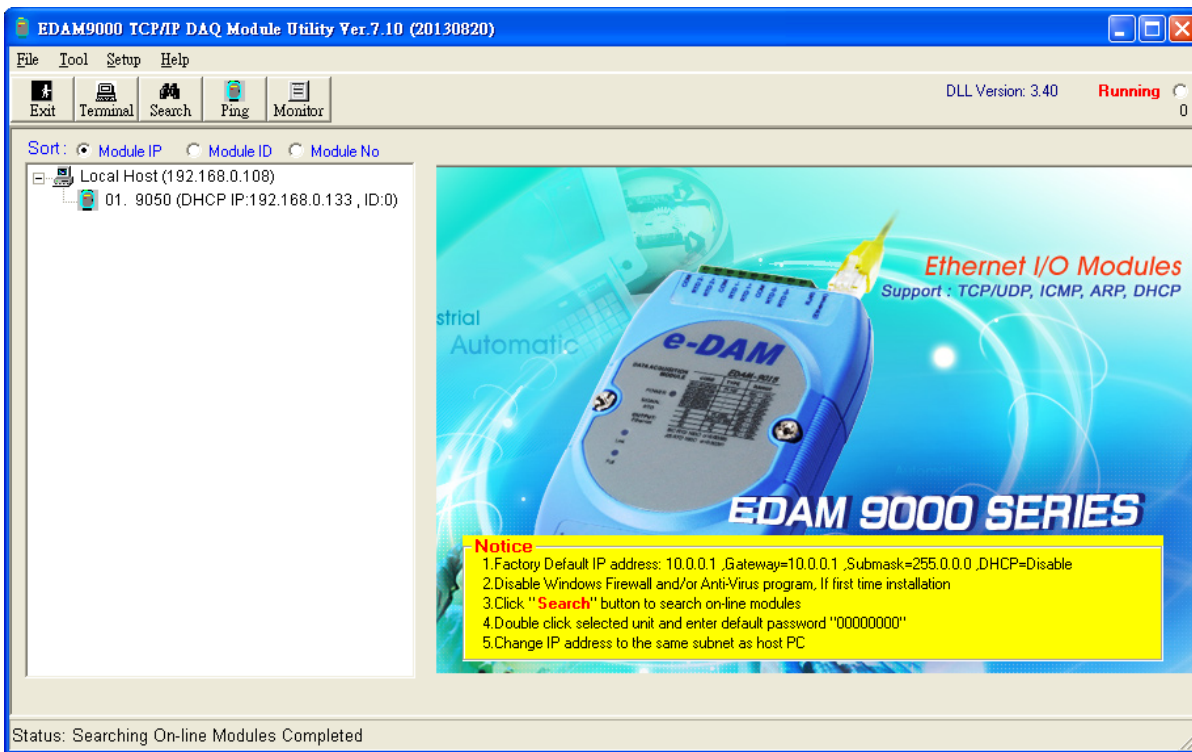 EDAM9000 TCP/IP DAQ Module Utility Ver.7.10 (20130820)
File Tool Setup Help
Exit Terminal Search Ping Monitor
DLL Version: 3.40 Running
0
Sort: Module IP Module ID Module No
Local Host (192.168.0.108)
01. 9050 (DHCP IP:192.168.0.133 , ID:0)
Ethernet I/O Modules
Support : TCP/UDP, ICMP, ARP, DHCP
strial
Automatic
e-DAM
DATA ACQUISITION
MODULE
EDAM-9015
POWER
EDAM 9000 SERIES
Notice
1.Factory Default IP address: 10.0.0.1 ,Gateway=10.0.0.1 ,Submask=255.0.0.0 ,DHCP=Disable
2.Disable Windows Firewall and/or Anti-Virus program, If first time installation
3.Click "Search" button to search on-line modules
4.Double click selected unit and enter default password "00000000"
5.Change IP address to the same subnet as host PC
Status: Searching On-line Modules Completed